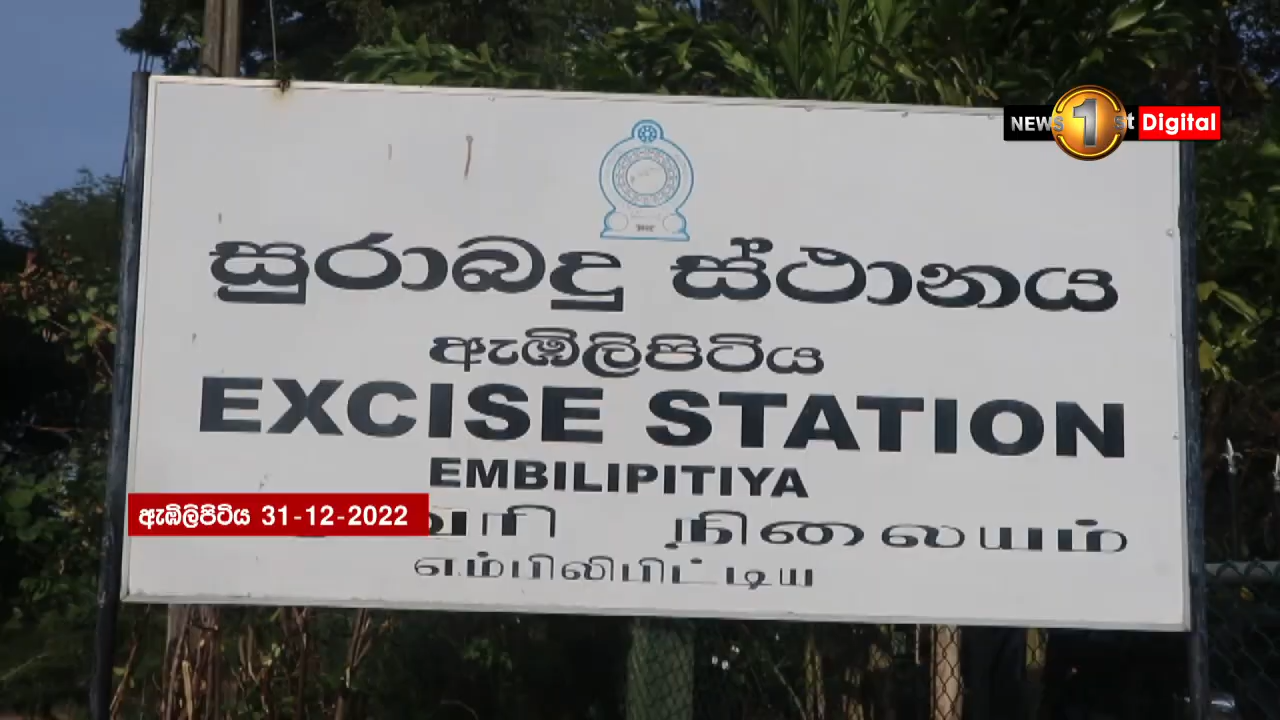 NEWS 1st Digital
සුරාබදු ස්ථානය
ඇඹිලිපිටිය
EXCISE STATION
EMBILIPITIYA
ඇඹිලිපිටිය 31-12-2022
நிலையம்
எம்பிலிபிட்டிய